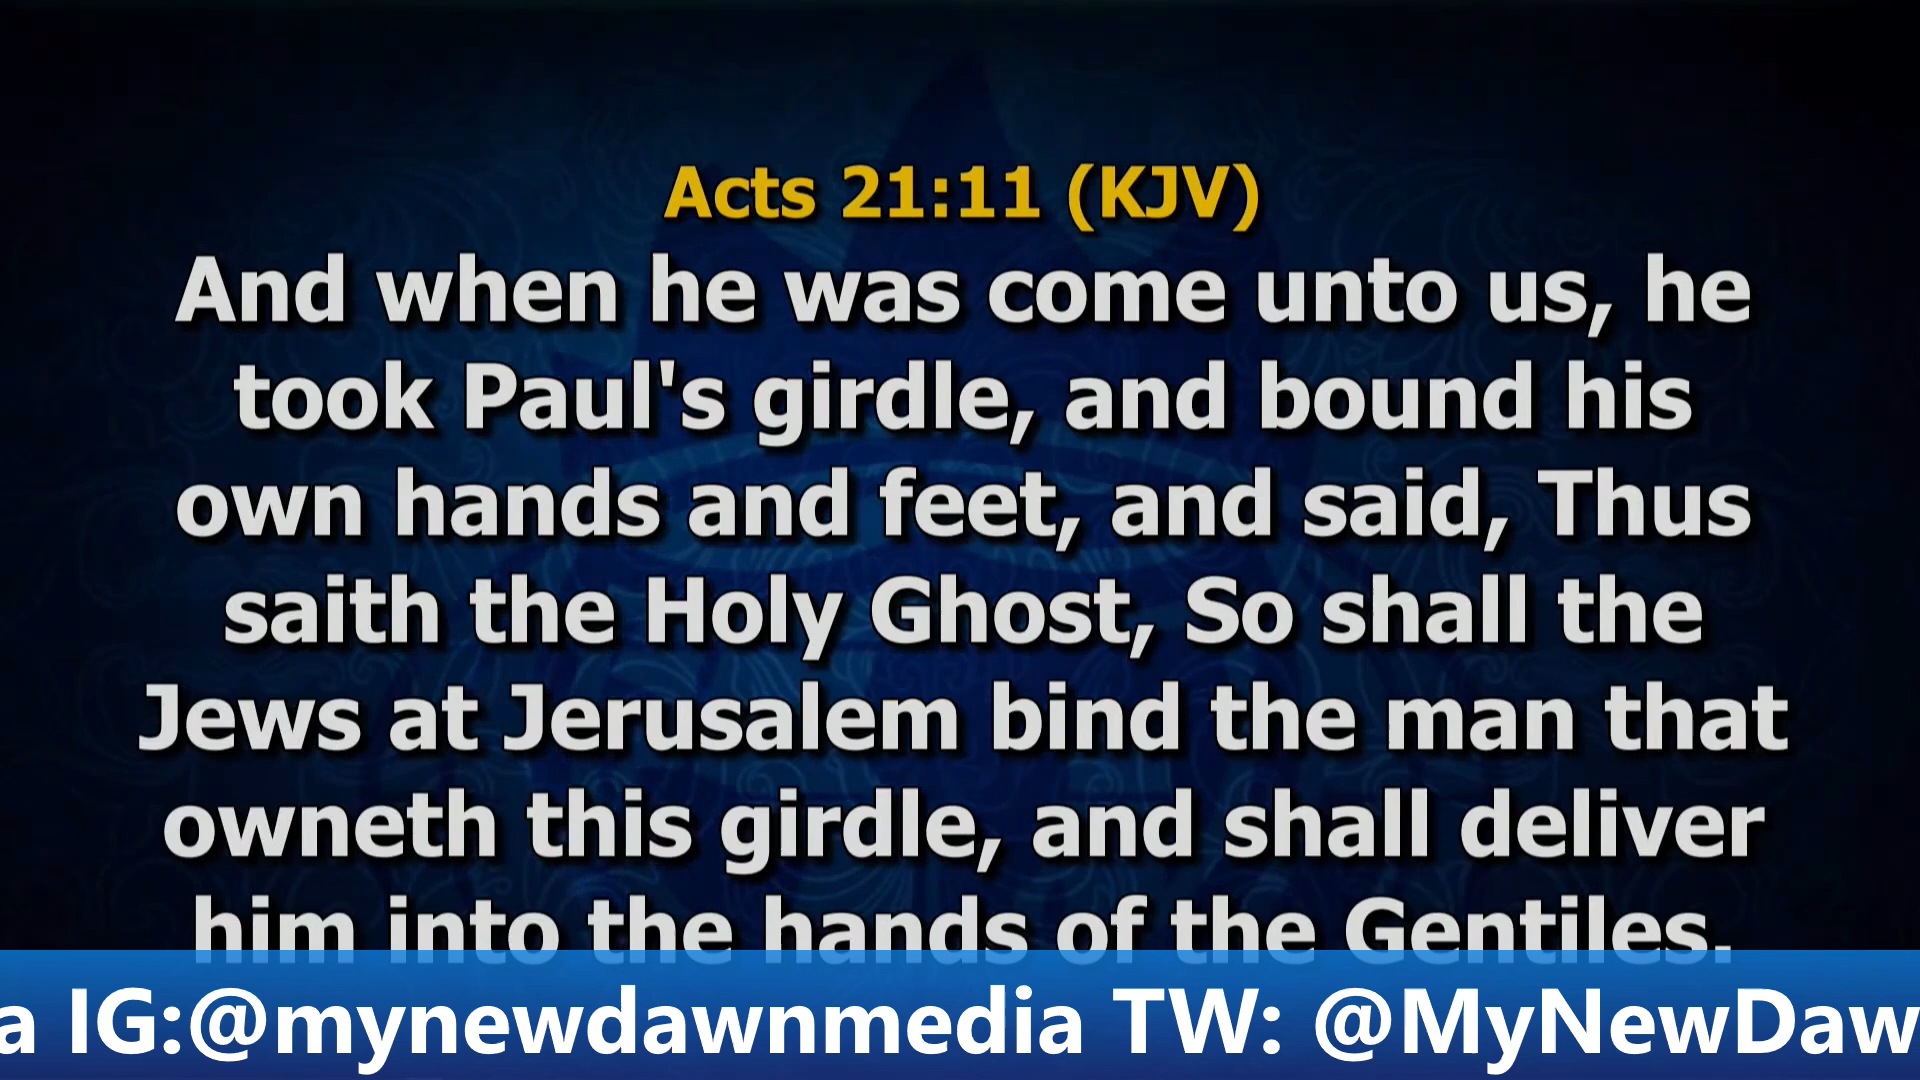 Acts 21:11 (KJV)
And when he was come unto us, he
took Paul's girdle, and bound his
own hands and feet, and said, Thus
saith the Holy Ghost, So shall the
Jews at Jerusalem bind the man that
owneth this girdle, and shall deliver
him into the hands of the Gentiles.
a IG:@mynewdawnmedia TW: @MyNewDaw